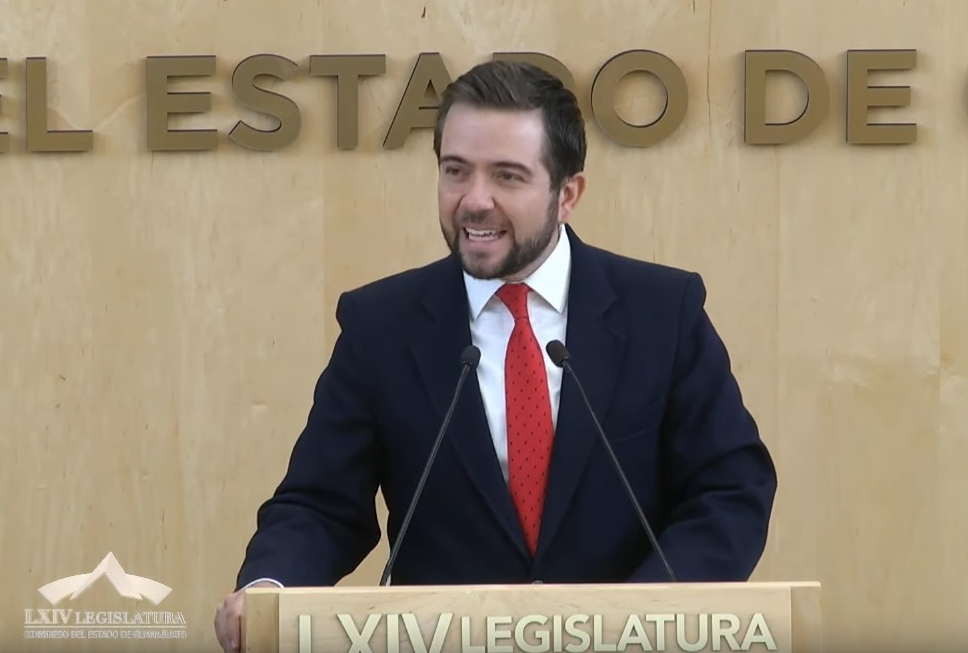 EL ESTADO DE
LXIV LEGISLATURA
CONGRESO DEL ESTADO DE GUANAJUATO
LXIV LEGISLATURA